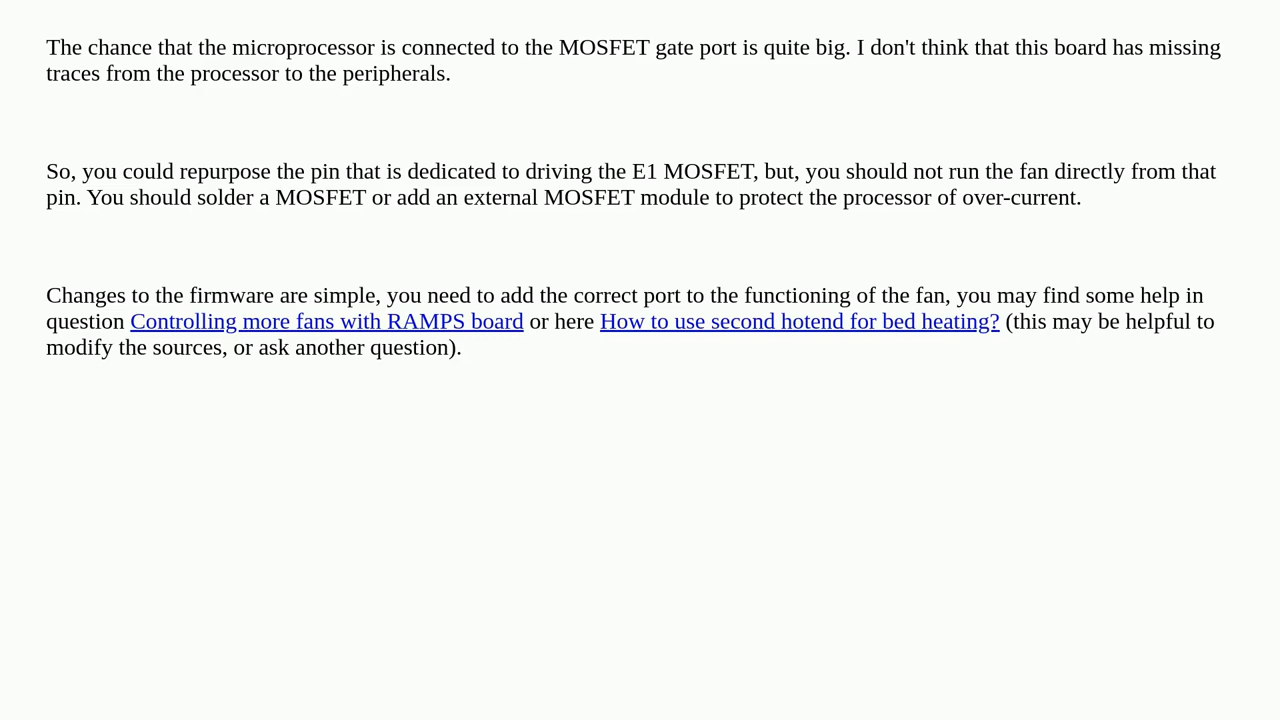 The chance that the microprocessor is connected to the MOSFET gate port is quite big. I don't think that this board has missing
traces from the processor to the peripherals.
So, you could repurpose the pin that is dedicated to driving the E1 MOSFET, but, you should not run the fan directly from that
pin. You should solder a MOSFET or add an external MOSFET module to protect the processor of over-current.
Changes to the firmware are simple, you need to add the correct port to the functioning of the fan, you may find some help in
question Controlling more fans with RAMPS board or here How to use second hotend for bed heating? (this may be helpful to
modify the sources, or ask another question).